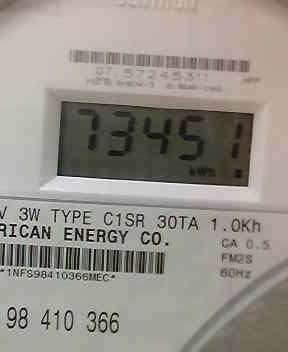 07.57245311
73451
kWh
V 3W TYPE C1SR 30TA 1.0Kh
RICAN ENERGY CO.
CA 0.5
FM2S
60Hz
*1NFS98410366MEC*
98 410 366